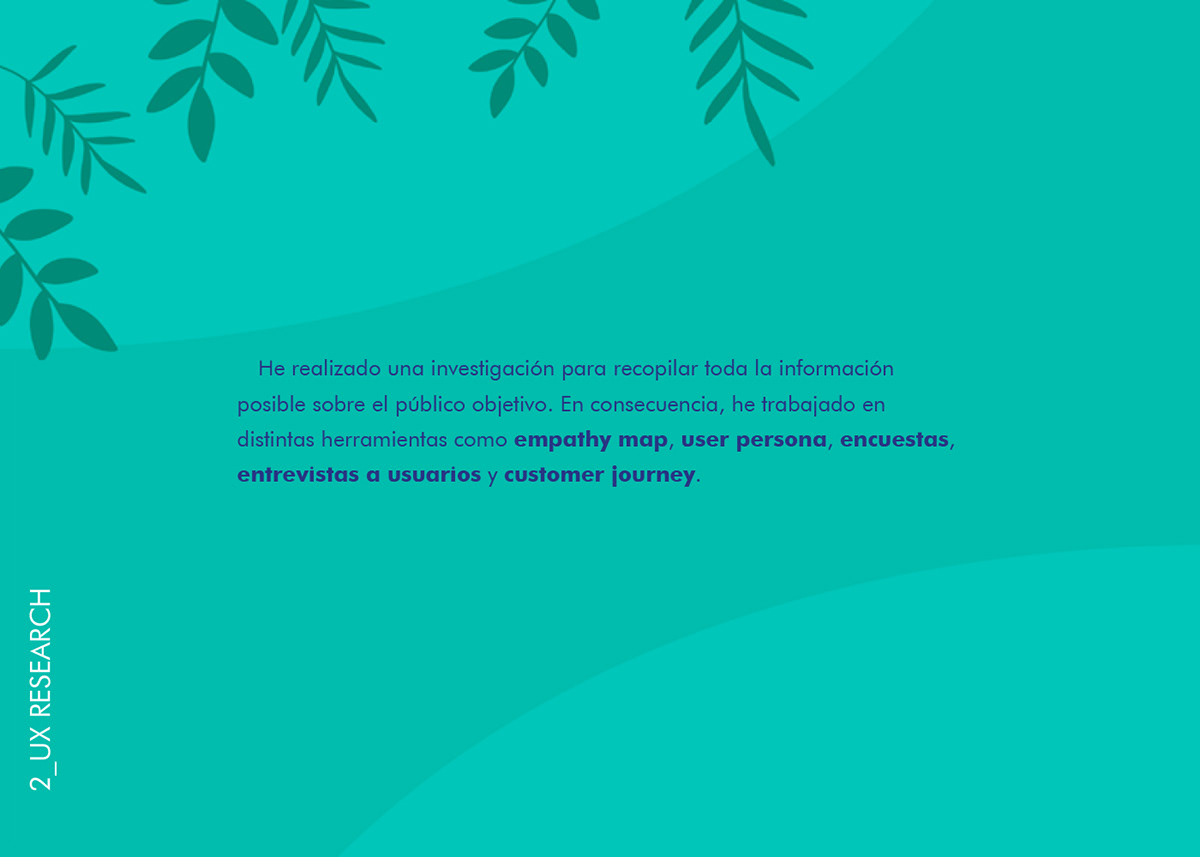 He realizado una investigación para recopilar toda la información
posible sobre el público objetivo. En consecuencia, he trabajado en
distintas herramientas como empathy map, user persona, encuestas,
entrevistas a usuarios y customer journey.
2_UX RESEARCH